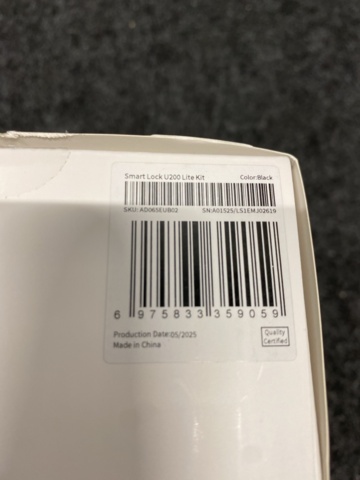 Smart Lock U200 Lite Kit Color:Black
SKU: AD06SEUB02 SN:A01525/L51EMJ02619
6 975833 359059
Production Date:05/2025
Made in China
Quality
Certified